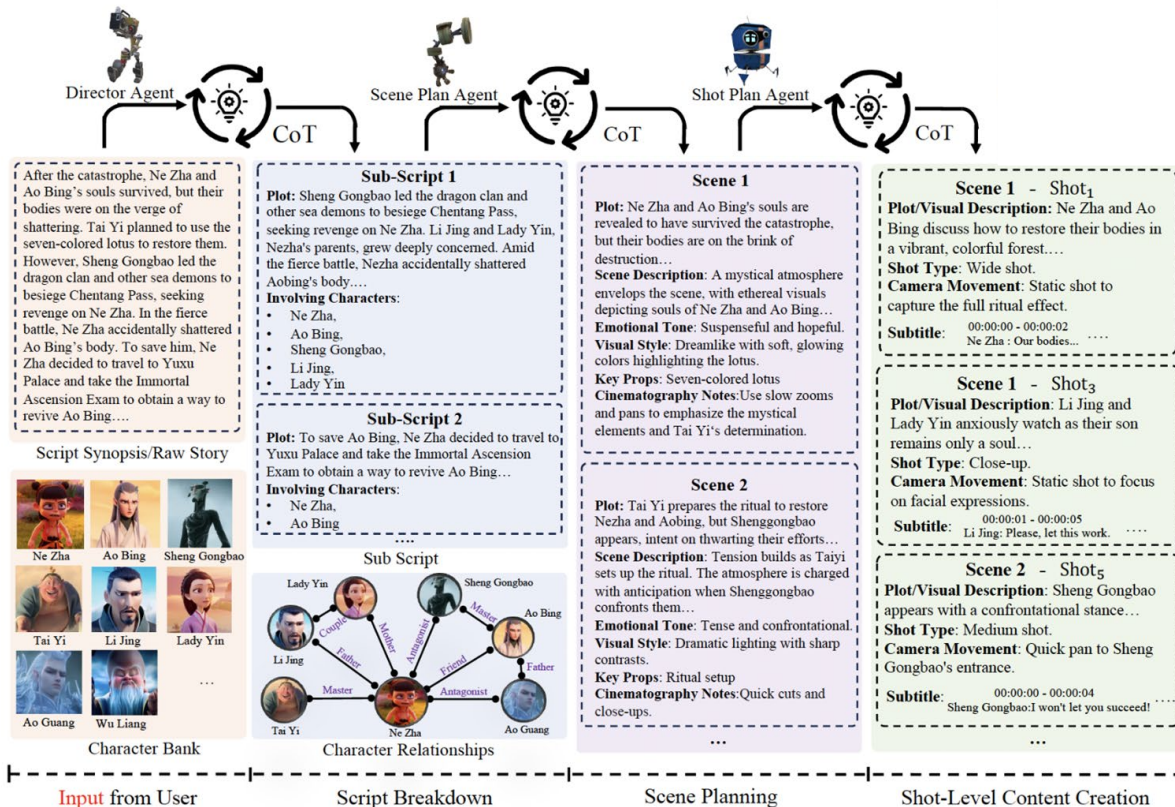 Director Agent
CoT
Scene Plan Agent
CoT
Shot Plan Agent
CoT
After the catastrophe, Ne Zha and
Ao Bing's souls survived, but their
bodies were on the verge of
shattering. Tai Yi planned to use the
seven-colored lotus to restore them.
However, Sheng Gongbao led the
dragon clan and other sea demons to
besiege Chentang Pass, seeking
revenge on Ne Zha. In the fierce
battle, Ne Zha accidentally shattered
Ao Bing's body. To save him, Ne
Zha decided to travel to Yuxu
Palace and take the Immortal
Ascension Exam to obtain a way to
revive Ao Bing….
Script Synopsis/Raw Story
Ne Zha
Ao Bing
Sheng Gongbao
Tai Yi
Li Jing
Lady Yin
Ao Guang
Wu Liang
…
Character Bank
Input from User
Sub-Script 1
Plot: Sheng Gongbao led the dragon clan and
other sea demons to besiege Chentang Pass,
seeking revenge on Ne Zha. Li Jing and Lady Yin,
Nezha's parents, grew deeply concerned. Amid
the fierce battle, Nezha accidentally shattered
Aobing's body.…
Involving Characters:
• Ne Zha,
• Ao Bing,
• Sheng Gongbao,
• Li Jing,
• Lady Yin
Sub-Script 2
Plot: To save Ao Bing, Ne Zha decided to travel to
Yuxu Palace and take the Immortal Ascension
Exam to obtain a way to revive Ao Bing…
Involving Characters:
• Ne Zha,
• Ao Bing
….
Sub Script
Lady Yin
Sheng Gongbao
Ao Bing
Li Jing
Couple
Mother
Antagonist
Master
Father
Friend
Father
Master
Antagonist
Tai Yi
Ne Zha
Ao Guang
Character Relationships
Script Breakdown
Scene 1
Plot: Ne Zha and Ao Bing's souls are
revealed to have survived the catastrophe,
but their bodies are on the brink of
destruction…
Scene Description: A mystical atmosphere
envelops the scene, with ethereal visuals
depicting souls of Ne Zha and Ao Bing…
Emotional Tone: Suspenseful and hopeful.
Visual Style: Dreamlike with soft, glowing
colors highlighting the lotus.
Key Props: Seven-colored lotus
Cinematography Notes:Use slow zooms
and pans to emphasize the mystical
elements and Tai Yi's determination.
Scene 2
Plot: Tai Yi prepares the ritual to restore
Nezha and Aobing, but Shenggongbao
appears, intent on thwarting their efforts…
Scene Description: Tension builds as Taiyi
sets up the ritual. The atmosphere is charged
with anticipation when Shenggongbao
confronts them…
Emotional Tone: Tense and confrontational.
Visual Style: Dramatic lighting with sharp
contrasts.
Key Props: Ritual setup
Cinematography Notes:Quick cuts and
close-ups.
…
Scene Planning
Scene 1 - Shot₁
Plot/Visual Description: Ne Zha and Ao
Bing discuss how to restore their bodies in
a vibrant, colorful forest.…
Shot Type: Wide shot.
Camera Movement: Static shot to
capture the full ritual effect.
Subtitle: 00:00:00 - 00:00:02 ….
Ne Zha : Our bodies...
Scene 1 - Shot₃
Plot/Visual Description: Li Jing and
Lady Yin anxiously watch as their son
remains only a soul…
Shot Type: Close-up.
Camera Movement: Static shot to focus
on facial expressions.
Subtitle: 00:00:01 - 00:00:05 ….
Li Jing: Please, let this work.
Scene 2 - Shot₅
Plot/Visual Description: Sheng Gongbao
appears with a confrontational stance…
Shot Type: Medium shot.
Camera Movement: Quick pan to Sheng
Gongbao's entrance.
Subtitle: 00:00:00 - 00:00:04 ….
Sheng Gongbao:I won't let you succeed!
…
Shot-Level Content Creation